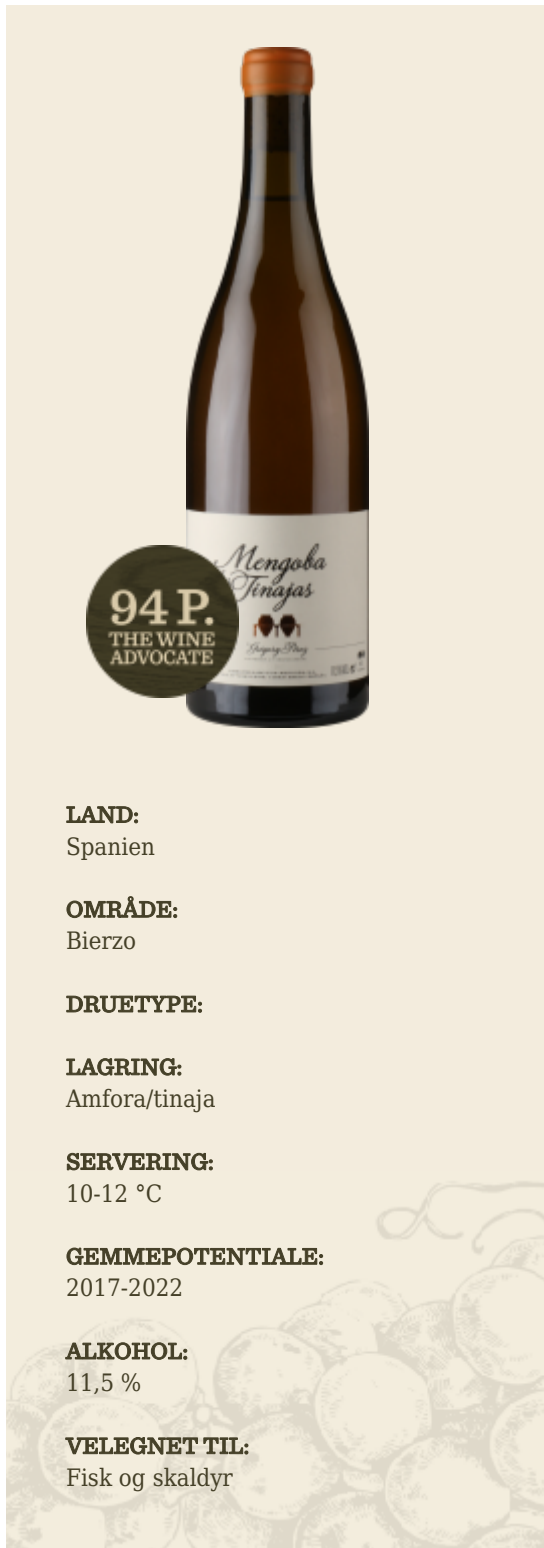 Mengoba
Tinajas
94 P.
THE WINE
ADVOCATE
LAND:
Spanien
OMRÅDE:
Bierzo
DRUETYPE:
LAGRING:
Amfora/tinaja
SERVERING:
10-12 °C
GEMMEPOTENTIALE:
2017-2022
ALKOHOL:
11,5 %
VELEGNET TIL:
Fisk og skaldyr